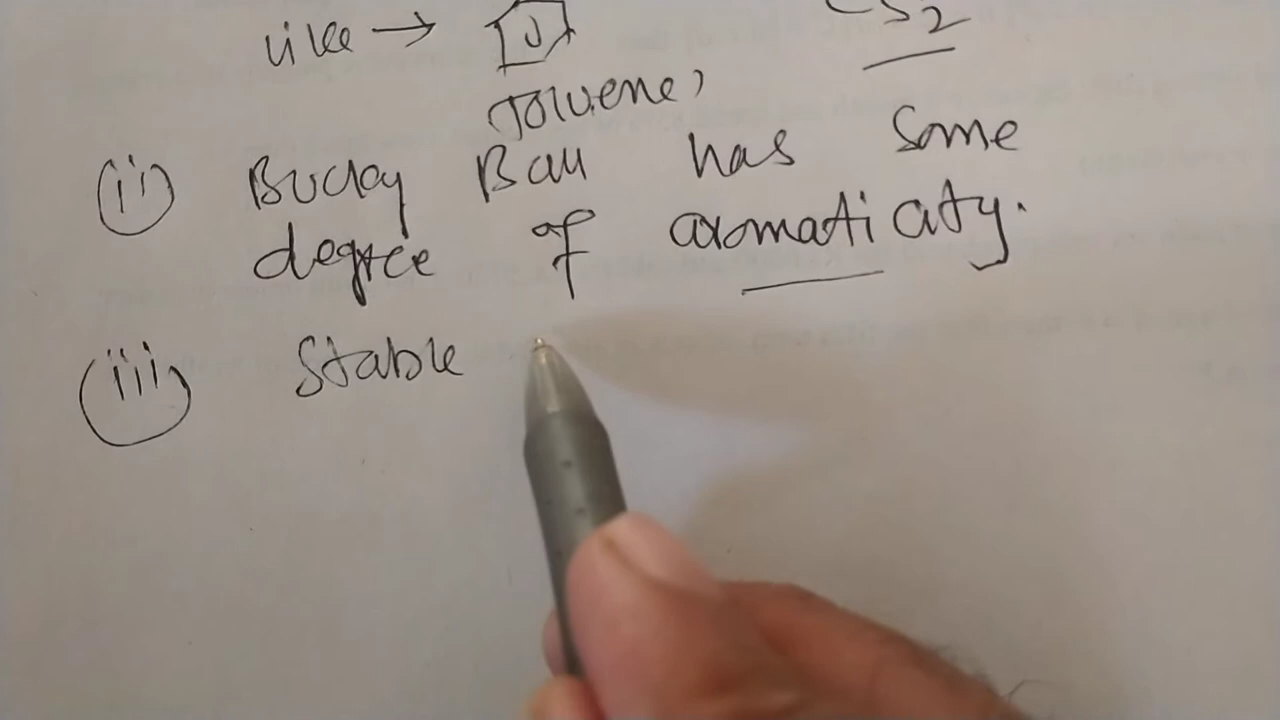 like → CS2
Toluene,
(ii) Bucky Ball has some
degree of aromaticity.
(iii) Stable